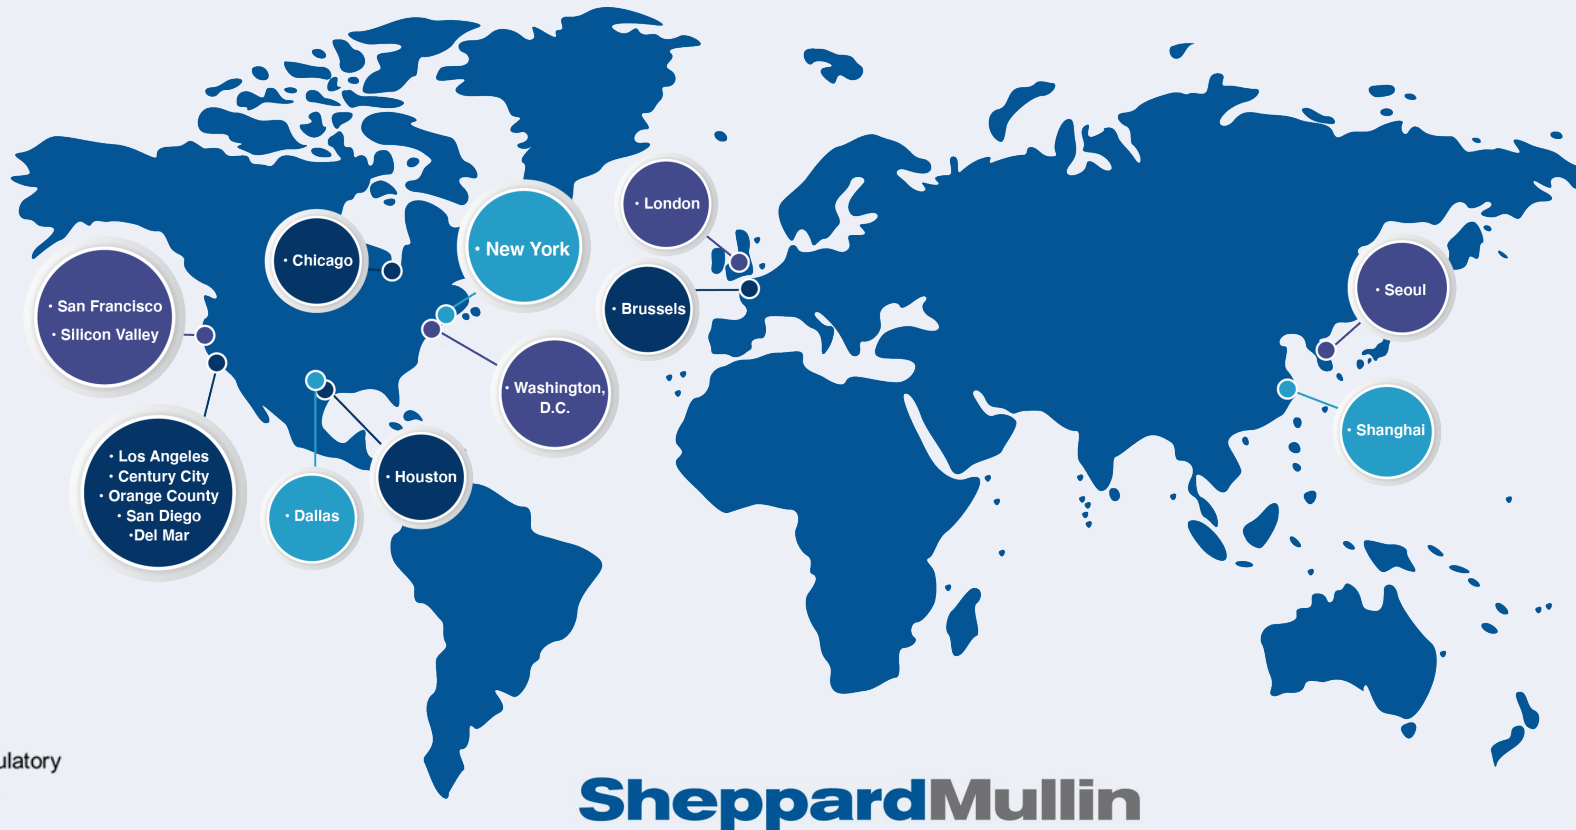 • London
• New York
• Chicago
• San Francisco
• Silicon Valley
• Brussels
• Seoul
• Washington,
D.C.
• Shanghai
• Los Angeles
• Century City
• Orange County
• San Diego
•Del Mar
• Houston
• Dallas
ulatory
SheppardMullin